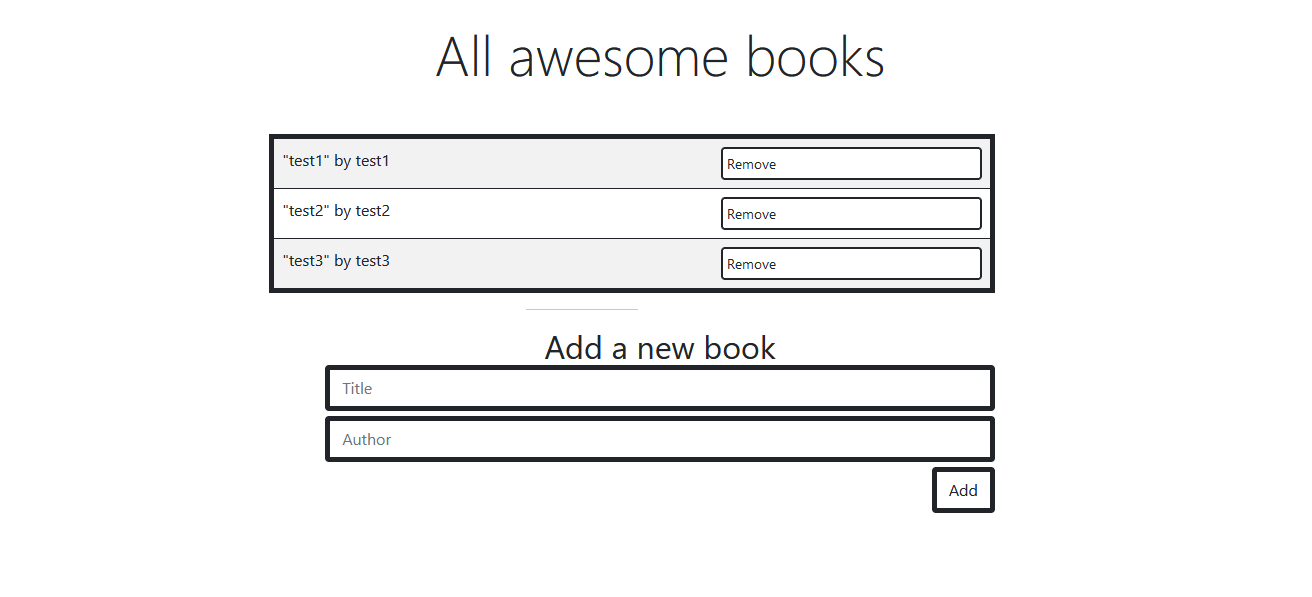 All awesome books
"test1" by test1 Remove
"test2" by test2 Remove
"test3" by test3 Remove
Add a new book
Title
Author
Add